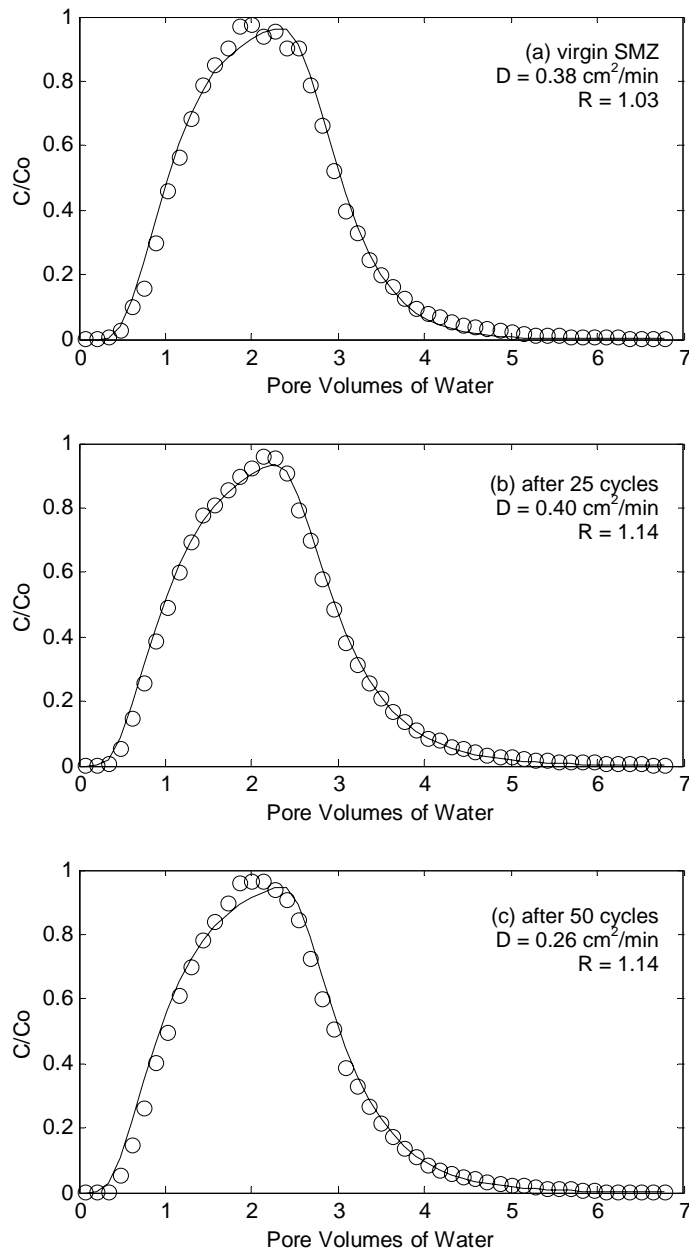 1
0.8
0.6
0.4
0.2
0
C/Co
(a) virgin SMZ
D = 0.38 cm²/min
R = 1.03
0 1 2 3 4 5 6 7
Pore Volumes of Water
1
0.8
0.6
0.4
0.2
0
C/Co
(b) after 25 cycles
D = 0.40 cm²/min
R = 1.14
0 1 2 3 4 5 6 7
Pore Volumes of Water
1
0.8
0.6
0.4
0.2
0
C/Co
(c) after 50 cycles
D = 0.26 cm²/min
R = 1.14
0 1 2 3 4 5 6 7
Pore Volumes of Water